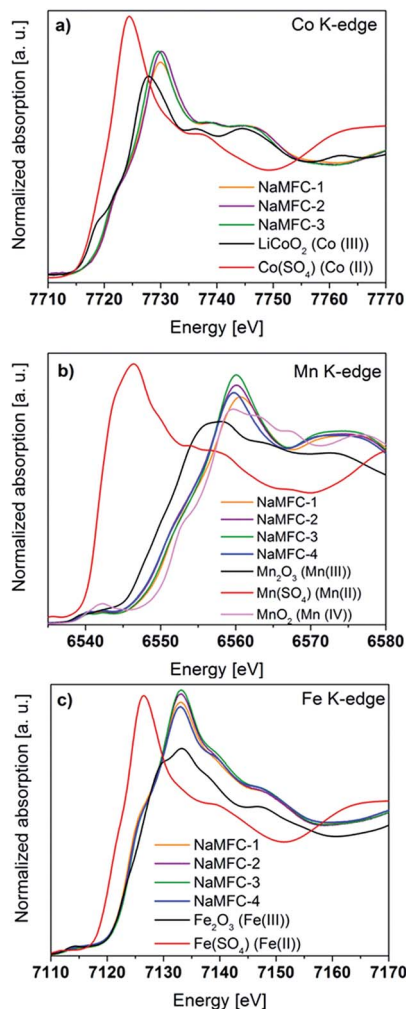 a)
Co K-edge
Normalized absorption [a. u.]
NaMFC-1
NaMFC-2
NaMFC-3
LiCoO₂ (Co (III))
Co(SO₄) (Co (II))
7710 7720 7730 7740 7750 7760 7770
Energy [eV]
b)
Mn K-edge
Normalized absorption [a. u.]
NaMFC-1
NaMFC-2
NaMFC-3
NaMFC-4
Mn₂O₃ (Mn(III))
Mn(SO₄) (Mn(II))
MnO₂ (Mn (IV))
6540 6550 6560 6570 6580
Energy [eV]
c)
Fe K-edge
Normalized absorption [a. u.]
NaMFC-1
NaMFC-2
NaMFC-3
NaMFC-4
Fe₂O₃ (Fe(III))
Fe(SO₄) (Fe(II))
7110 7120 7130 7140 7150 7160 7170
Energy [eV]